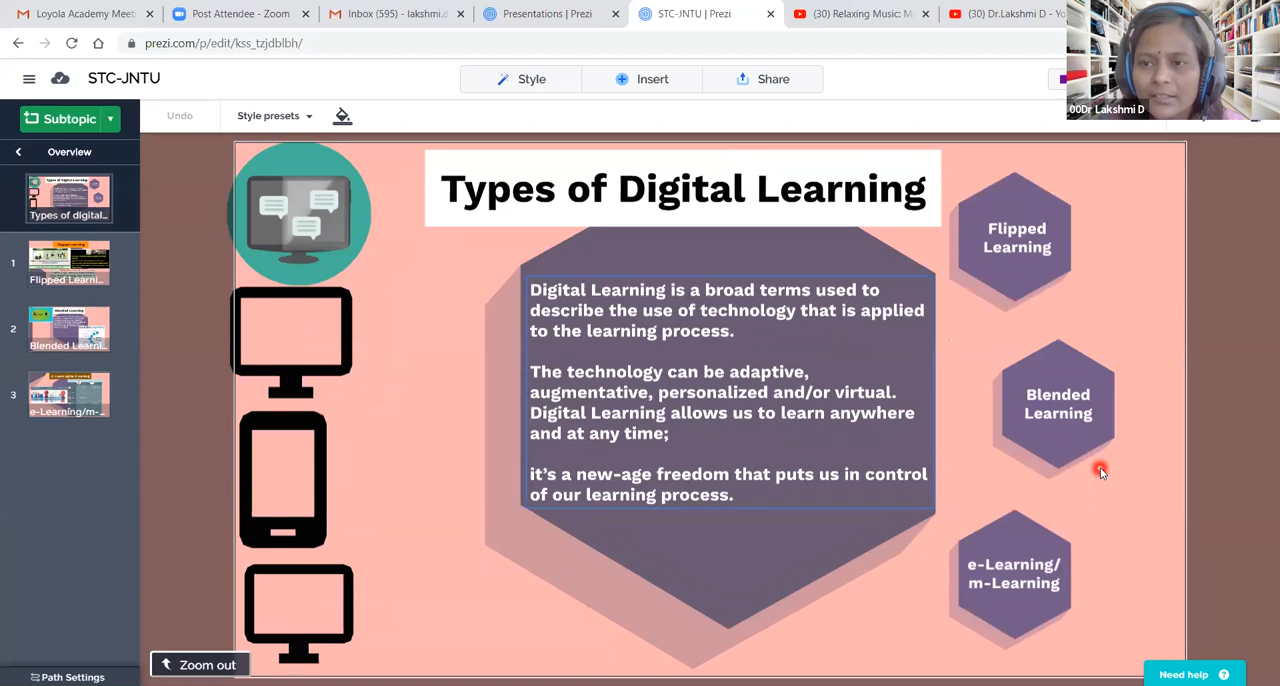 Loyola Academy Meeti
Post Attendee - Zoom
Inbox (595) - lakshmi.d
Presentations | Prezi
STC-JNTU | Prezi
(30) Relaxing Music: M
(30) Dr.Lakshmi D - Yo
prezi.com/p/edit/kss_tzjdblbh/
STC-JNTU
Style
Insert
Share
00Dr Lakshmi D
Subtopic
Undo
Style presets
Overview
Types of digital...
1
Flipped Learni...
2
Blended Learni...
3
e-Learning/m-...
Path Settings
Types of Digital Learning
Digital Learning is a broad terms used to
describe the use of technology that is applied
to the learning process.
The technology can be adaptive,
augmentative, personalized and/or virtual.
Digital Learning allows us to learn anywhere
and at any time;
it's a new-age freedom that puts us in control
of our learning process.
Flipped
Learning
Blended
Learning
e-Learning/
m-Learning
Zoom out
Need help ?